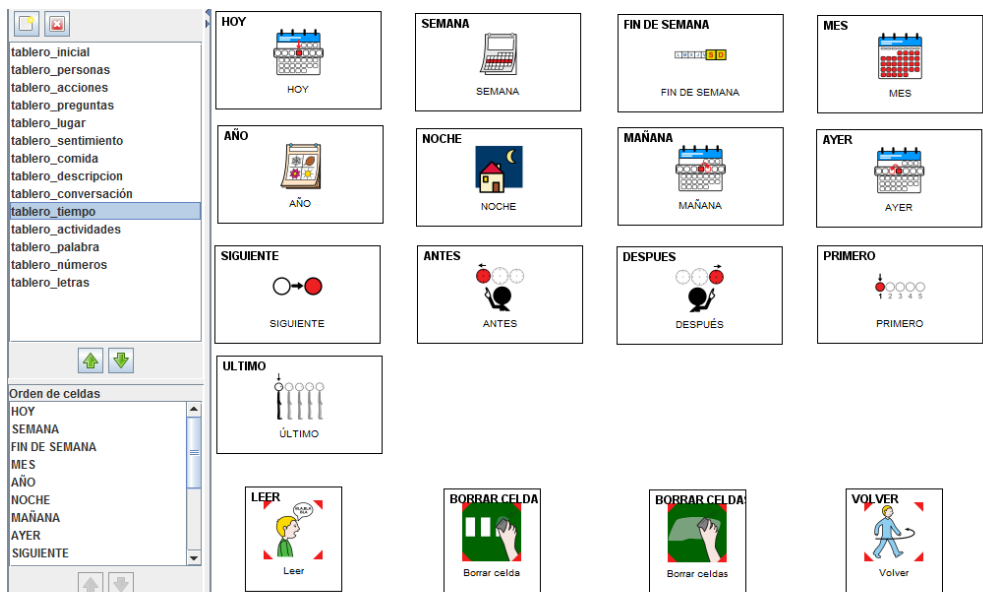 tablero_inicial
tablero_personas
tablero_acciones
tablero_preguntas
tablero_lugar
tablero_sentimiento
tablero_comida
tablero_descripcion
tablero_conversación
tablero_tiempo
tablero_actividades
tablero_palabra
tablero_números
tablero_letras
Orden de celdas
HOY
SEMANA
FIN DE SEMANA
MES
AÑO
NOCHE
MAÑANA
AYER
SIGUIENTE
HOY
HOY
SEMANA
SEMANA
FIN DE SEMANA
L M X J V S D
FIN DE SEMANA
MES
MES
AÑO
AÑO
NOCHE
NOCHE
MAÑANA
MAÑANA
AYER
AYER
SIGUIENTE
SIGUIENTE
ANTES
ANTES
DESPUES
DESPUÉS
PRIMERO
1 2 3 4 5
PRIMERO
ULTIMO
ÚLTIMO
LEER
BLA BLA
BLA
Leer
BORRAR CELDA
Borrar celda
BORRAR CELDAS
Borrar celdas
VOLVER
Volver